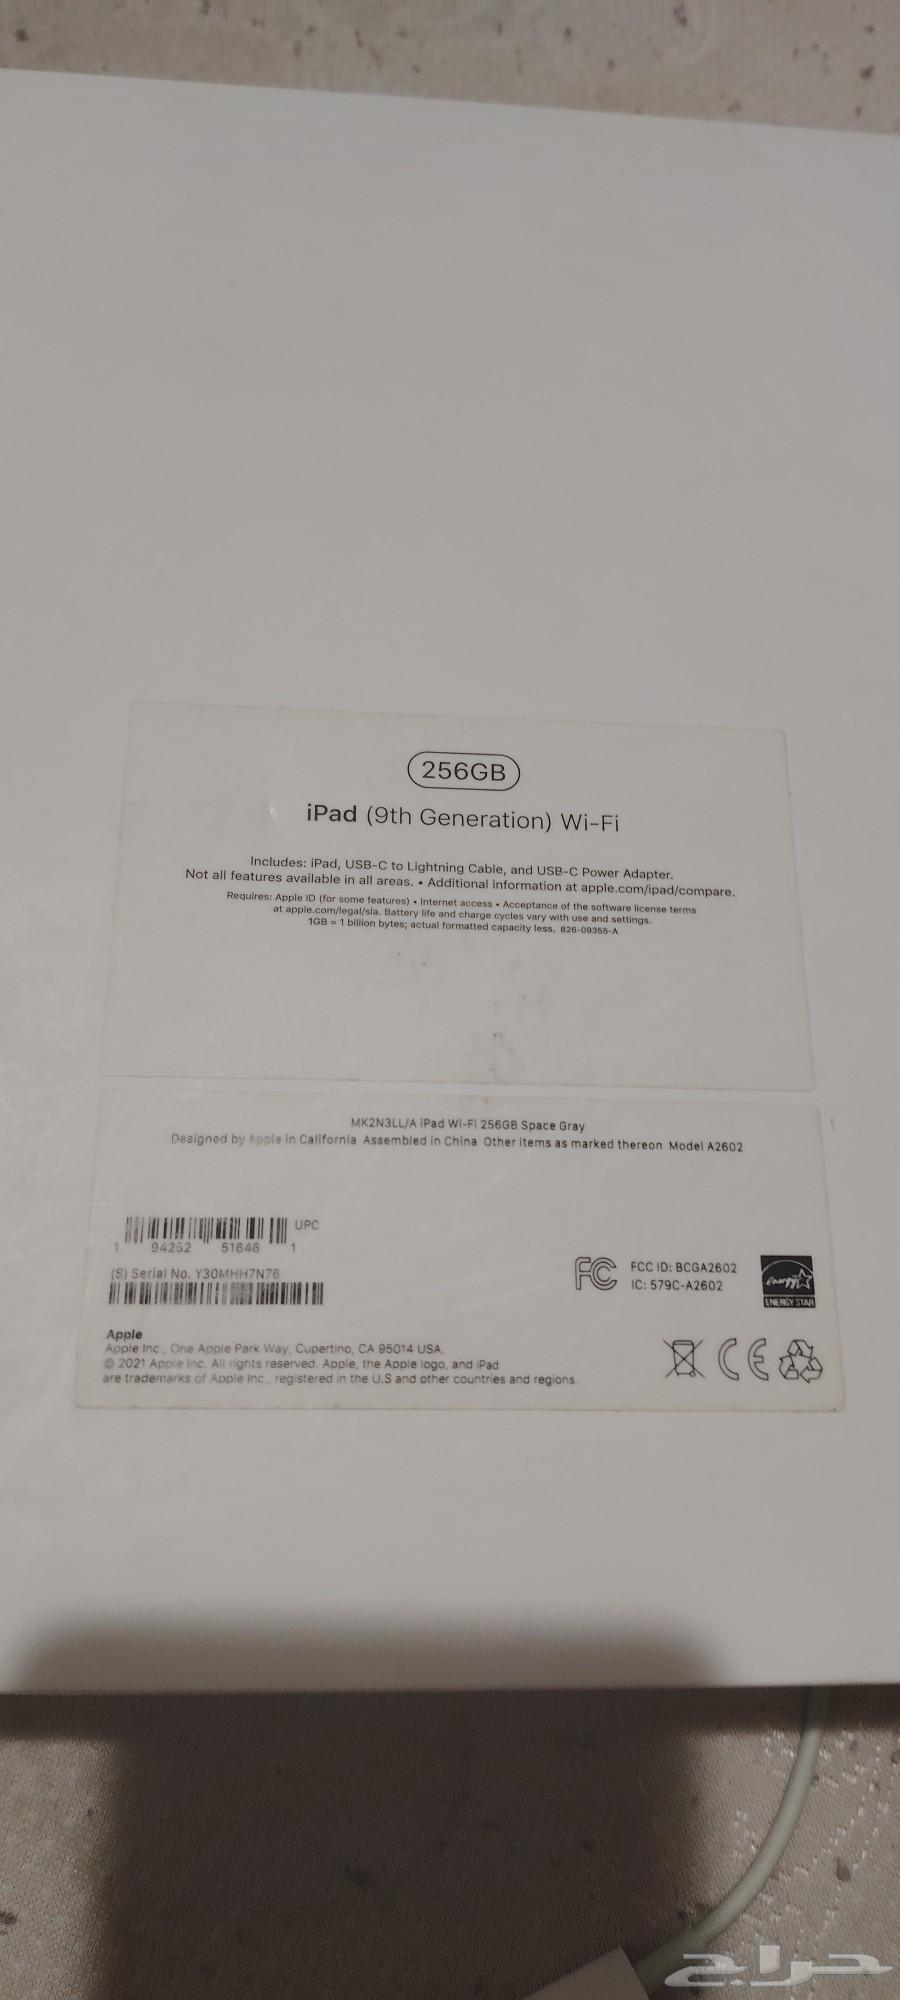 256GB
iPad (9th Generation) Wi-Fi
Includes: iPad, USB-C to Lightning Cable, and USB-C Power Adapter.
Not all features available in all areas. • Additional information at apple.com/ipad/compare.
Requires: Apple ID (for some features) • Internet access • Acceptance of the software license terms
at apple.com/legal/sla. Battery life and charge cycles vary with use and settings.
1GB = 1 billion bytes; actual formatted capacity less. 826-09355-A
MK2N3LL/A iPad Wi-Fi 256GB Space Gray
Designed by Apple in California Assembled in China Other items as marked thereon Model A2602
UPC
1 94252 51646 1
(S) Serial No. Y30MHH7N76
FCC ID: BCGA2602
IC: 579C-A2602
energy
ENERGY STAR
Apple
Apple Inc., One Apple Park Way, Cupertino, CA 95014 USA.
© 2021 Apple Inc. All rights reserved. Apple, the Apple logo, and iPad
are trademarks of Apple Inc., registered in the U.S and other countries and regions.
حراج